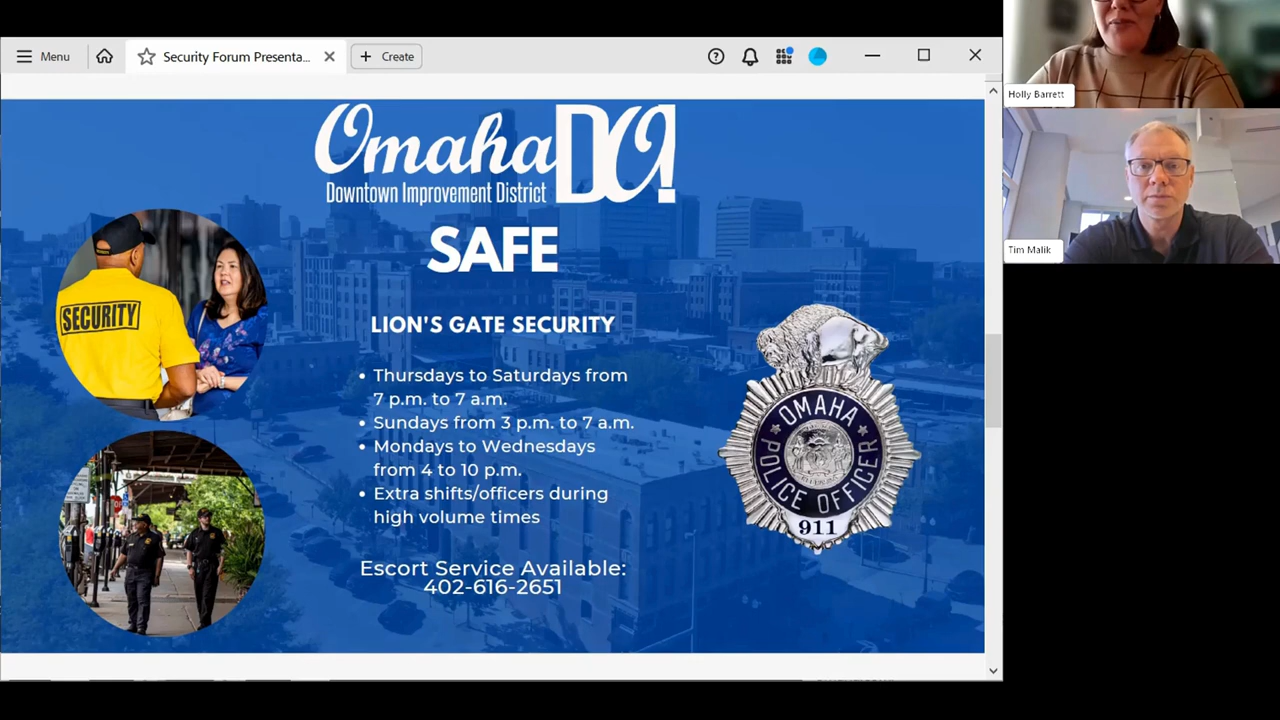 Menu
Security Forum Presenta...
Create
Holly Barrett
Tim Malik
Omaha DO!
Downtown Improvement District
SAFE
SECURITY
LION'S GATE SECURITY
• Thursdays to Saturdays from
7 p.m. to 7 a.m.
• Sundays from 3 p.m. to 7 a.m.
• Mondays to Wednesdays
from 4 to 10 p.m.
• Extra shifts/officers during
high volume times
Escort Service Available:
402-616-2651
OMAHA
POLICE OFFICER
911